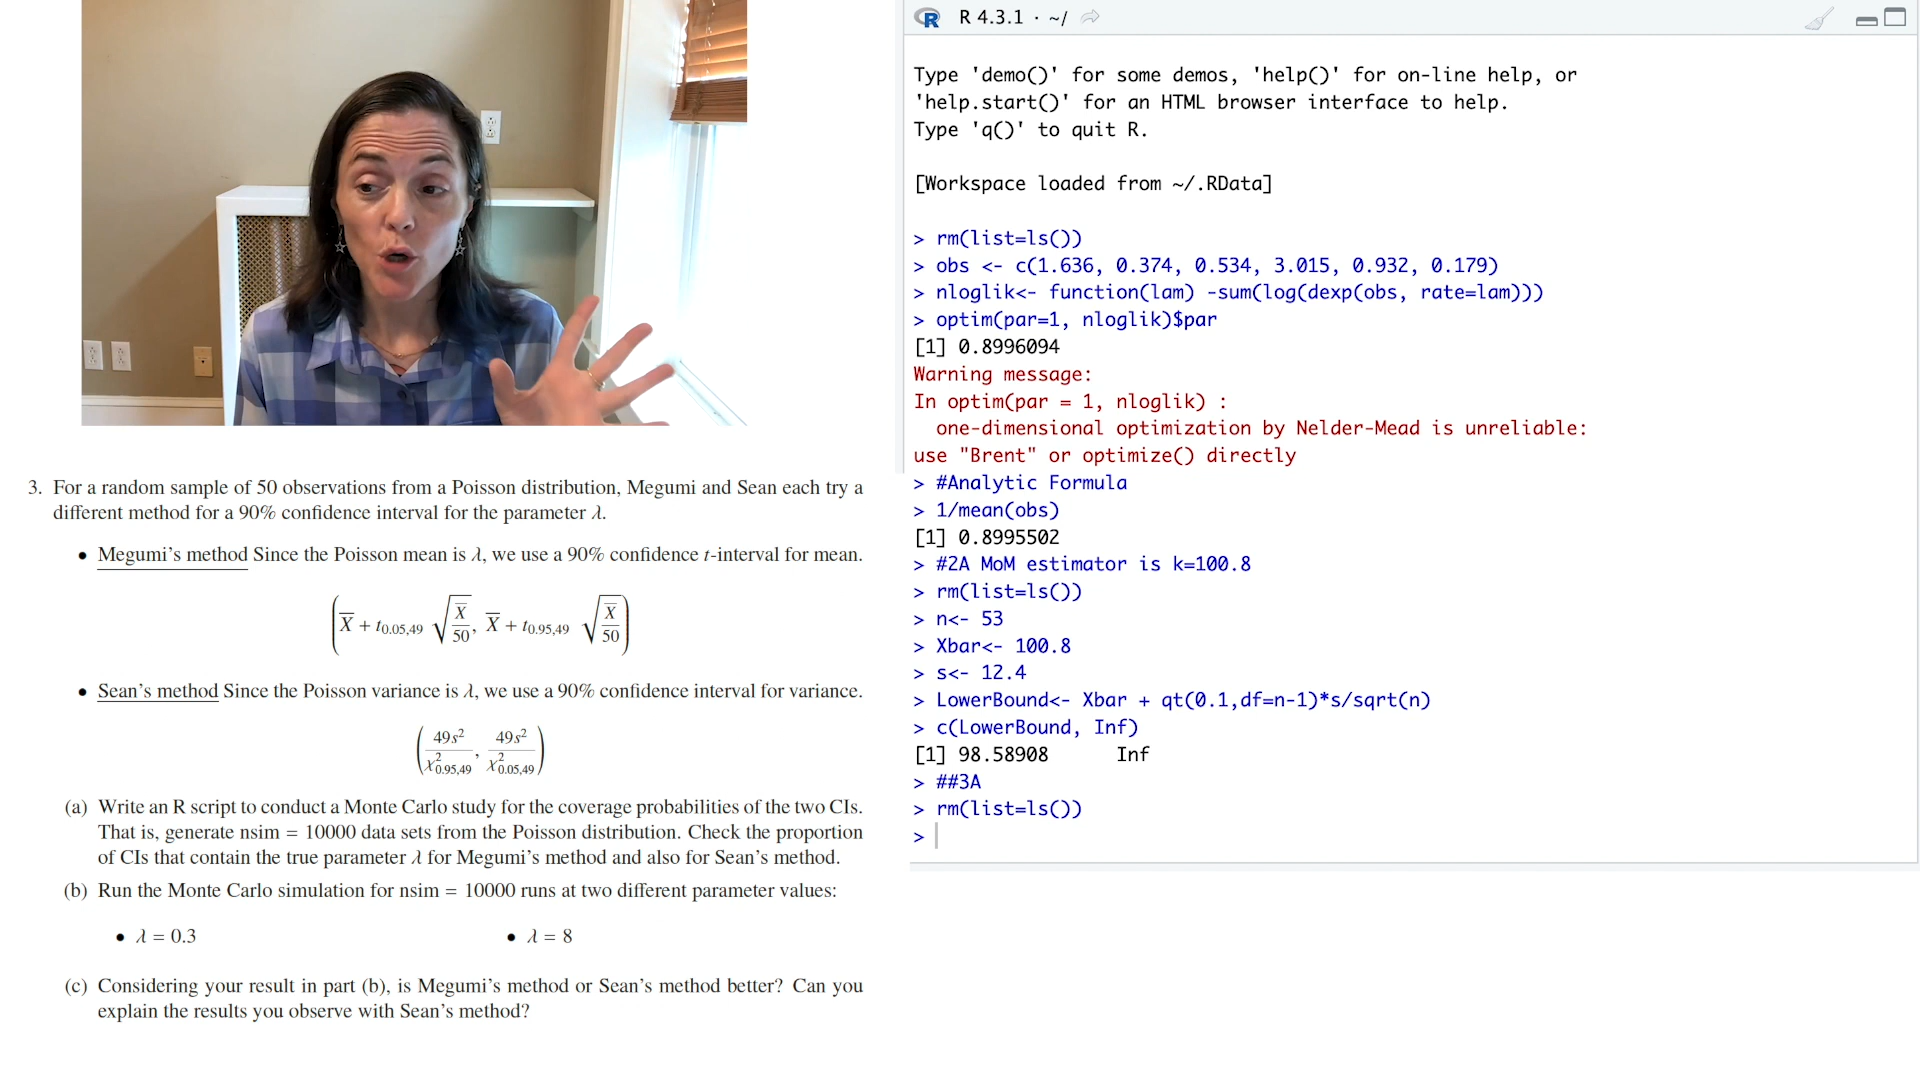 3. For a random sample of 50 observations from a Poisson distribution, Megumi and Sean each try a
different method for a 90% confidence interval for the parameter λ.
• Megumi's method Since the Poisson mean is λ, we use a 90% confidence t-interval for mean.
(X̅ + t₀.₀₅,₄₉ √(X̅/50), X̅ + t₀.₉₅,₄₉ √(X̅/50))
• Sean's method Since the Poisson variance is λ, we use a 90% confidence interval for variance.
(49s²/χ²₀.₉₅,₄₉, 49s²/χ²₀.₀₅,₄₉)
(a) Write an R script to conduct a Monte Carlo study for the coverage probabilities of the two CIs.
That is, generate nsim = 10000 data sets from the Poisson distribution. Check the proportion
of CIs that contain the true parameter λ for Megumi's method and also for Sean's method.
(b) Run the Monte Carlo simulation for nsim = 10000 runs at two different parameter values:
• λ = 0.3 • λ = 8
(c) Considering your result in part (b), is Megumi's method or Sean's method better? Can you
explain the results you observe with Sean's method?
R R 4.3.1 · ~/
Type 'demo()' for some demos, 'help()' for on-line help, or
'help.start()' for an HTML browser interface to help.
Type 'q()' to quit R.
[Workspace loaded from ~/.RData]
> rm(list=ls())
> obs <- c(1.636, 0.374, 0.534, 3.015, 0.932, 0.179)
> nloglik<- function(lam) -sum(log(dexp(obs, rate=lam)))
> optim(par=1, nloglik)$par
[1] 0.8996094
Warning message:
In optim(par = 1, nloglik) :
one-dimensional optimization by Nelder-Mead is unreliable:
use "Brent" or optimize() directly
> #Analytic Formula
> 1/mean(obs)
[1] 0.8995502
> #2A MoM estimator is k=100.8
> rm(list=ls())
> n<- 53
> Xbar<- 100.8
> s<- 12.4
> LowerBound<- Xbar + qt(0.1,df=n-1)*s/sqrt(n)
> c(LowerBound, Inf)
[1] 98.58908 Inf
> ##3A
> rm(list=ls())
>